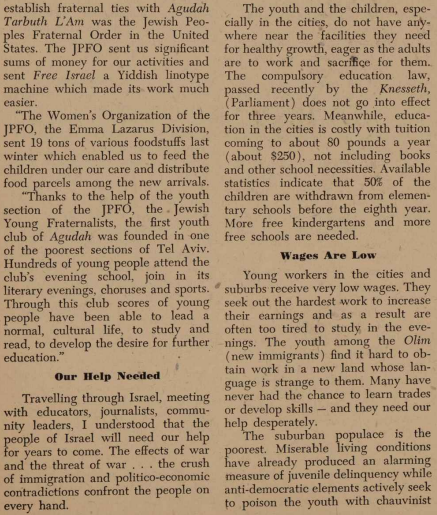 establish fraternal ties with Agudah
Tarbuth L'Am was the Jewish Peo-
ples Fraternal Order in the United
States. The JPFO sent us significant
sums of money for our activities and
sent Free Israel a Yiddish linotype
machine which made its work much
easier.
"The Women's Organization of the
JPFO, the Emma Lazarus Division,
sent 19 tons of various foodstuffs last
winter which enabled us to feed the
children under our care and distribute
food parcels among the new arrivals.
"Thanks to the help of the youth
section of the JPFO, the Jewish
Young Fraternalists, the first youth
club of Agudah was founded in one
of the poorest sections of Tel Aviv.
Hundreds of young people attend the
club's evening school, join in its
literary evenings, choruses and sports.
Through this club scores of young
people have been able to lead a
normal, cultural life, to study and
read, to develop the desire for further
education."
Our Help Needed
Travelling through Israel, meeting
with educators, journalists, commu-
nity leaders, I understood that the
people of Israel will need our help
for years to come. The effects of war
and the threat of war . . . the crush
of immigration and politico-economic
contradictions confront the people on
every hand.
The youth and the children, espe-
cially in the cities, do not have any-
where near the facilities they need
for healthy growth, eager as the adults
are to work and sacrifice for them.
The compulsory education law,
passed recently by the Knesseth,
(Parliament) does not go into effect
for three years. Meanwhile, educa-
tion in the cities is costly with tuition
coming to about 80 pounds a year
(about $250), not including books
and other school necessities. Available
statistics indicate that 50% of the
children are withdrawn from elemen-
tary schools before the eighth year.
More free kindergartens and more
free schools are needed.
Wages Are Low
Young workers in the cities and
suburbs receive very low wages. They
seek out the hardest work to increase
their earnings and as a result are
often too tired to study in the eve-
nings. The youth among the Olim
(new immigrants) find it hard to ob-
tain work in a new land whose lan-
guage is strange to them. Many have
never had the chance to learn trades
or develop skills — and they need our
help desperately.
The suburban populace is the
poorest. Miserable living conditions
have already produced an alarming
measure of juvenile delinquency while
anti-democratic elements actively seek
to poison the youth with chauvinist